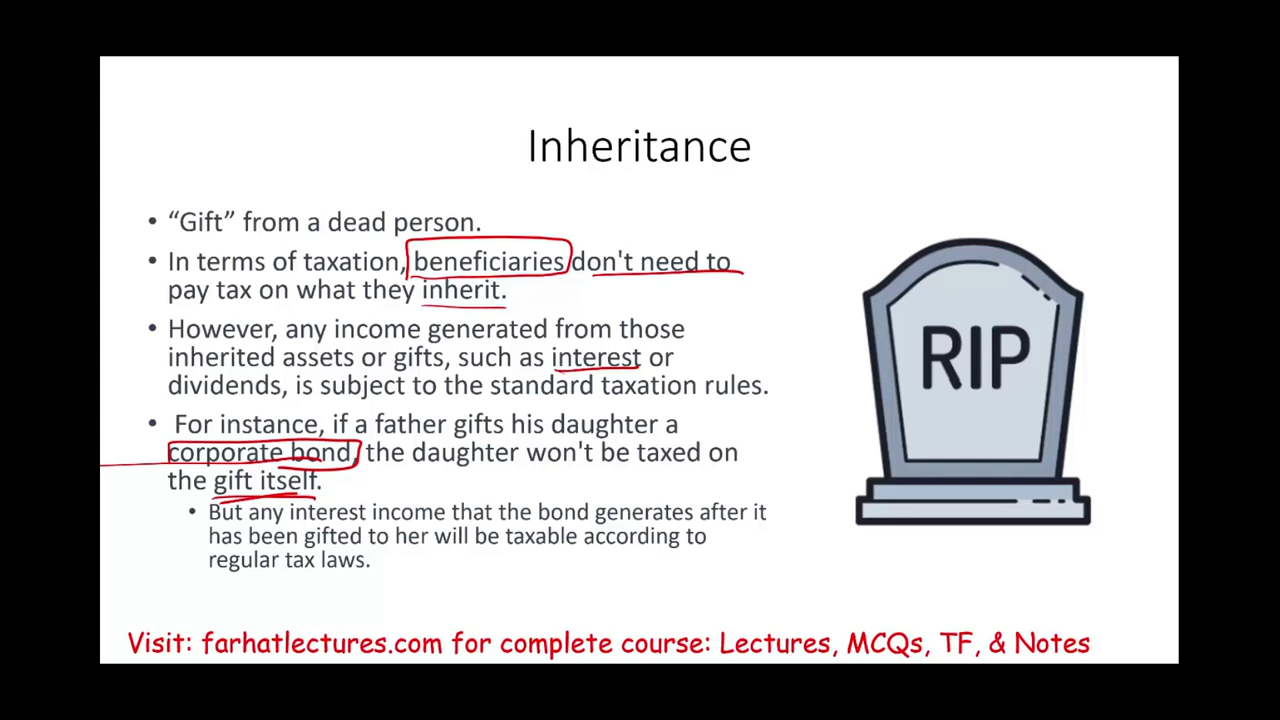 Inheritance
• “Gift” from a dead person.
• In terms of taxation, beneficiaries don't need to
pay tax on what they inherit.
• However, any income generated from those
inherited assets or gifts, such as interest or
dividends, is subject to the standard taxation rules.
• For instance, if a father gifts his daughter a
corporate bond, the daughter won't be taxed on
the gift itself.
• But any interest income that the bond generates after it
has been gifted to her will be taxable according to
regular tax laws.
RIP
Visit: farhatlectures.com for complete course: Lectures, MCQs, TF, & Notes